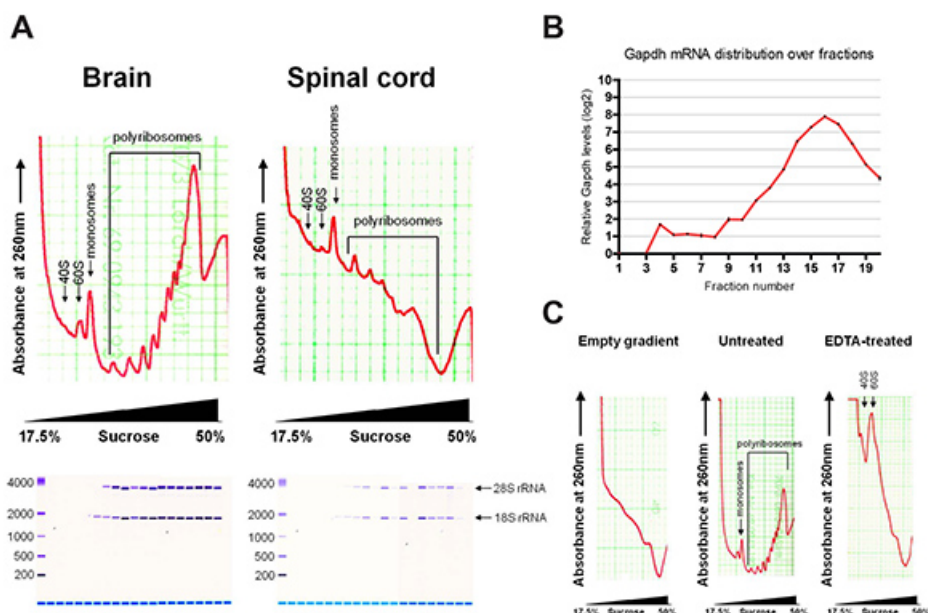 A
Brain
Spinal cord
polyribosomes
40S
60S
monosomes
Absorbance at 260nm
17.5% Sucrose 50%
40S
60S
monosomes
polyribosomes
Absorbance at 260nm
17.5% Sucrose 50%
4000
2000
1000
500
200
4000
2000
1000
500
200
28S rRNA
18S rRNA
B
Gapdh mRNA distribution over fractions
Relative Gapdh levels (log2)
10
9
8
7
6
5
4
3
2
1
0
1 3 5 7 9 11 13 15 17 19
Fraction number
C
Empty gradient
Untreated
EDTA-treated
Absorbance at 260nm
17.5% Sucrose 50%
Absorbance at 260nm
monosomes
polyribosomes
17.5% Sucrose 50%
Absorbance at 260nm
40S
60S
17.5% Sucrose 50%